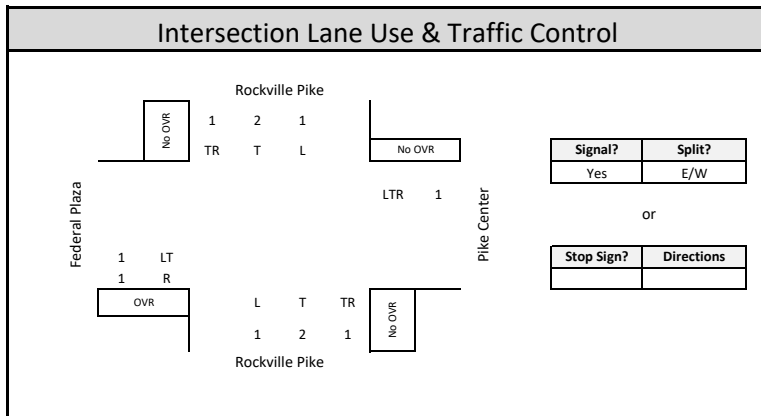 Intersection Lane Use & Traffic Control
Rockville Pike
No OVR
1 2 1
TR T L
No OVR
Signal? Split?
Yes E/W
or
Stop Sign? Directions
Federal Plaza
LTR 1
Pike Center
1 LT
1 R
OVR
L T TR
1 2 1
No OVR
Rockville Pike